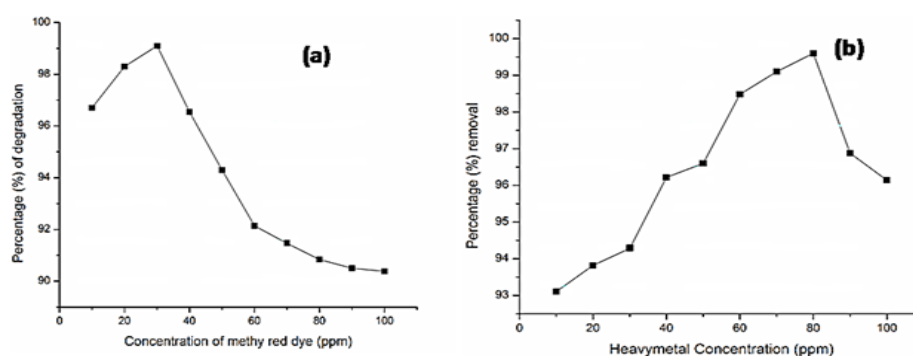 (a)
Percentage (%) of degradation
100
98
96
94
92
90
0 20 40 60 80 100
Concentration of methy red dye (ppm)
(b)
Percentage (%) removal
100
99
98
97
96
95
94
93
0 20 40 60 80 100
Heavymetal Concentration (ppm)